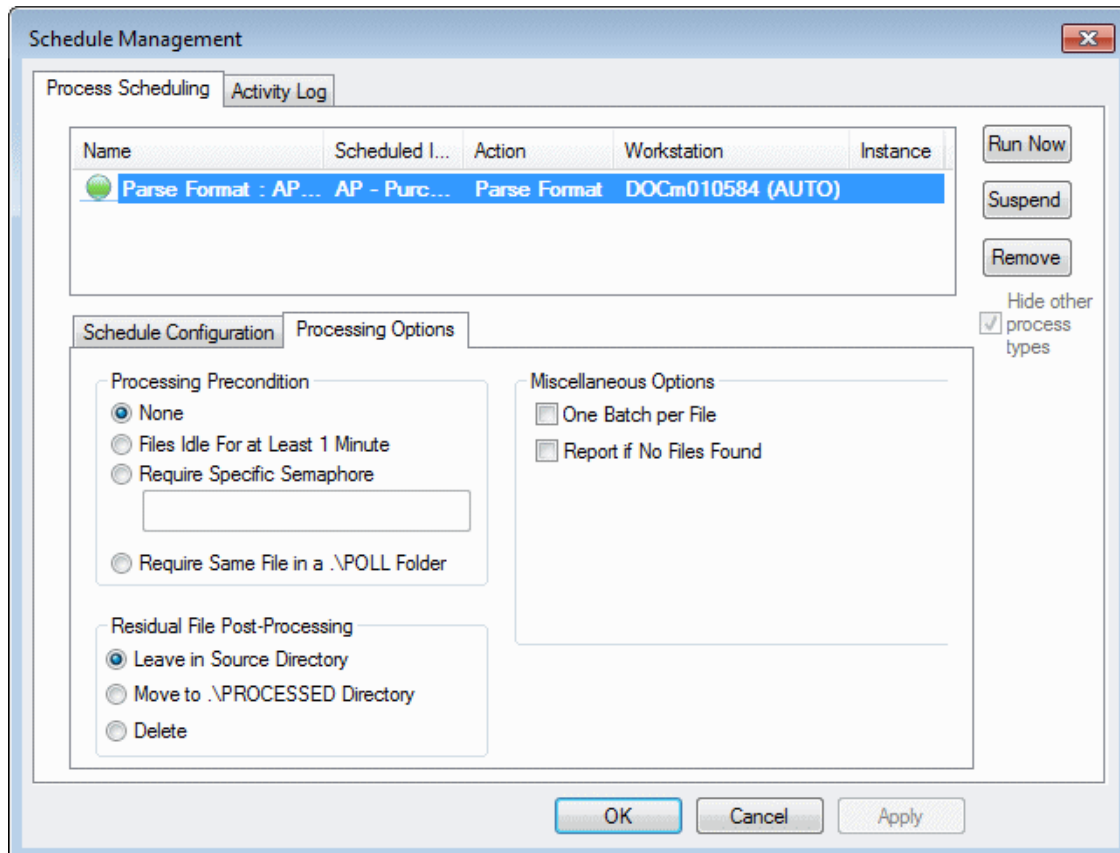 Schedule Management
Process Scheduling
Activity Log
Name Scheduled I... Action Workstation Instance
Parse Format : AP... AP - Purc... Parse Format DOCm010584 (AUTO)
Run Now
Suspend
Remove
Hide other
process
types
Schedule Configuration
Processing Options
Processing Precondition
None
Files Idle For at Least 1 Minute
Require Specific Semaphore
Require Same File in a .\POLL Folder
Residual File Post-Processing
Leave in Source Directory
Move to .\PROCESSED Directory
Delete
Miscellaneous Options
One Batch per File
Report if No Files Found
OK
Cancel
Apply